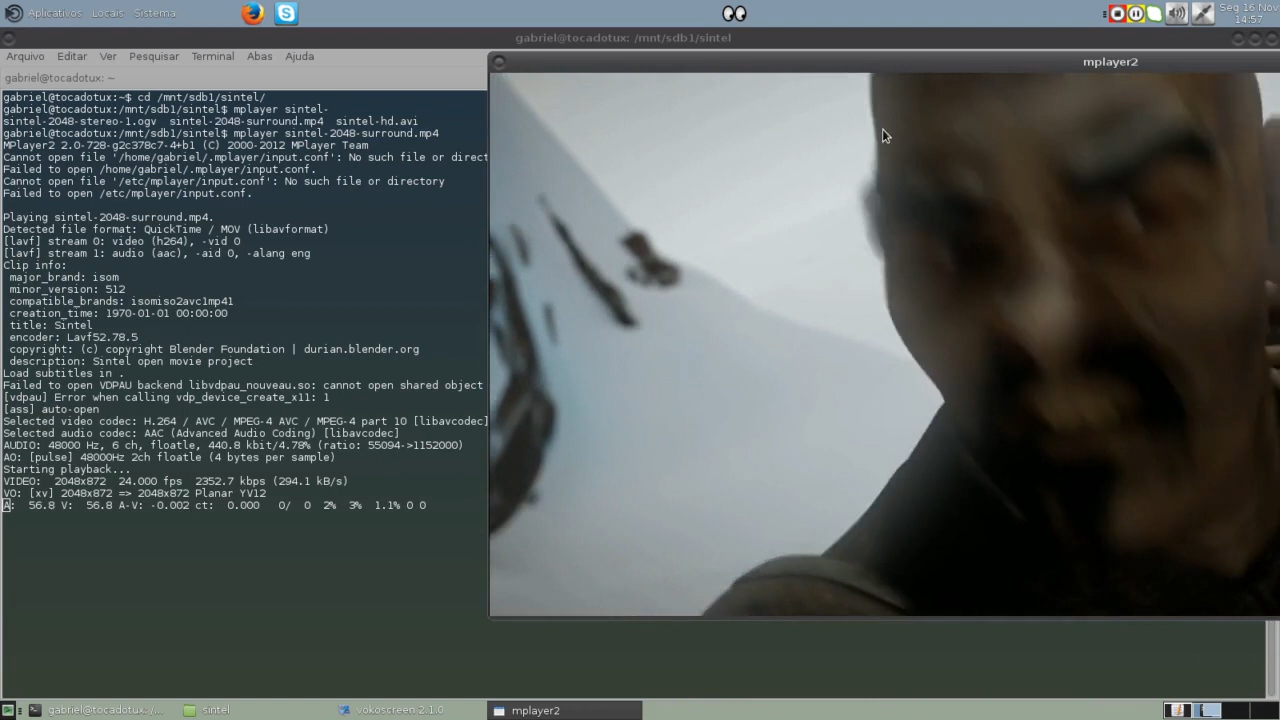 Aplicativos Locais Sistema
Seg 16 Nov
14:57
gabriel@tocadotux: /mnt/sdb1/sintel
Arquivo Editar Ver Pesquisar Terminal Abas Ajuda
mplayer2
gabriel@tocadotux: ~
gabriel@tocadotux:~$ cd /mnt/sdb1/sintel/
gabriel@tocadotux:/mnt/sdb1/sintel$ mplayer sintel-
sintel-2048-stereo-1.ogv sintel-2048-surround.mp4 sintel-hd.avi
gabriel@tocadotux:/mnt/sdb1/sintel$ mplayer sintel-2048-surround.mp4
MPlayer2 2.0-728-g2c378c7-4+b1 (C) 2000-2012 MPlayer Team
Cannot open file '/home/gabriel/.mplayer/input.conf': No such file or direct
Failed to open /home/gabriel/.mplayer/input.conf.
Cannot open file '/etc/mplayer/input.conf': No such file or directory
Failed to open /etc/mplayer/input.conf.
Playing sintel-2048-surround.mp4.
Detected file format: QuickTime / MOV (libavformat)
[lavf] stream 0: video (h264), -vid 0
[lavf] stream 1: audio (aac), -aid 0, -alang eng
Clip info:
major_brand: isom
minor_version: 512
compatible_brands: isomiso2avc1mp41
creation_time: 1970-01-01 00:00:00
title: Sintel
encoder: Lavf52.78.5
copyright: (c) copyright Blender Foundation | durian.blender.org
description: Sintel open movie project
Load subtitles in .
Failed to open VDPAU backend libvdpau_nouveau.so: cannot open shared object
[vdpau] Error when calling vdp_device_create_x11: 1
[ass] auto-open
Selected video codec: H.264 / AVC / MPEG-4 AVC / MPEG-4 part 10 [libavcodec]
Selected audio codec: AAC (Advanced Audio Coding) [libavcodec]
AUDIO: 48000 Hz, 6 ch, floatle, 440.8 kbit/4.78% (ratio: 55094->1152000)
AO: [pulse] 48000Hz 2ch floatle (4 bytes per sample)
Starting playback...
VIDEO: 2048x872 24.000 fps 2352.7 kbps (294.1 kB/s)
VO: [xv] 2048x872 => 2048x872 Planar YV12
A: 56.8 V: 56.8 A-V: -0.002 ct: 0.000 0/ 0 2% 3% 1.1% 0 0
gabriel@tocadotux: /... sintel vokoscreen 2.1.0 mplayer2